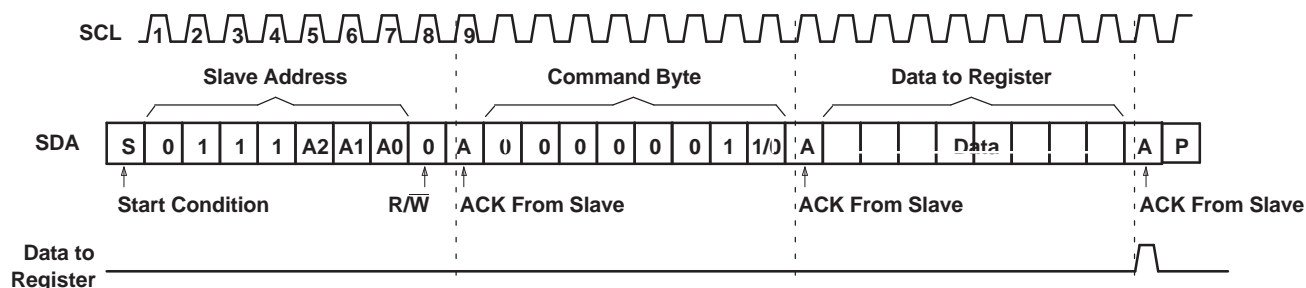 SCL 1 2 3 4 5 6 7 8 9
Slave Address Command Byte Data to Register
SDA S 0 1 1 1 A2 A1 A0 0 A 0 0 0 0 0 0 1 1/0 A Data A P
Start Condition R/W ACK From Slave ACK From Slave ACK From Slave
Data to
Register